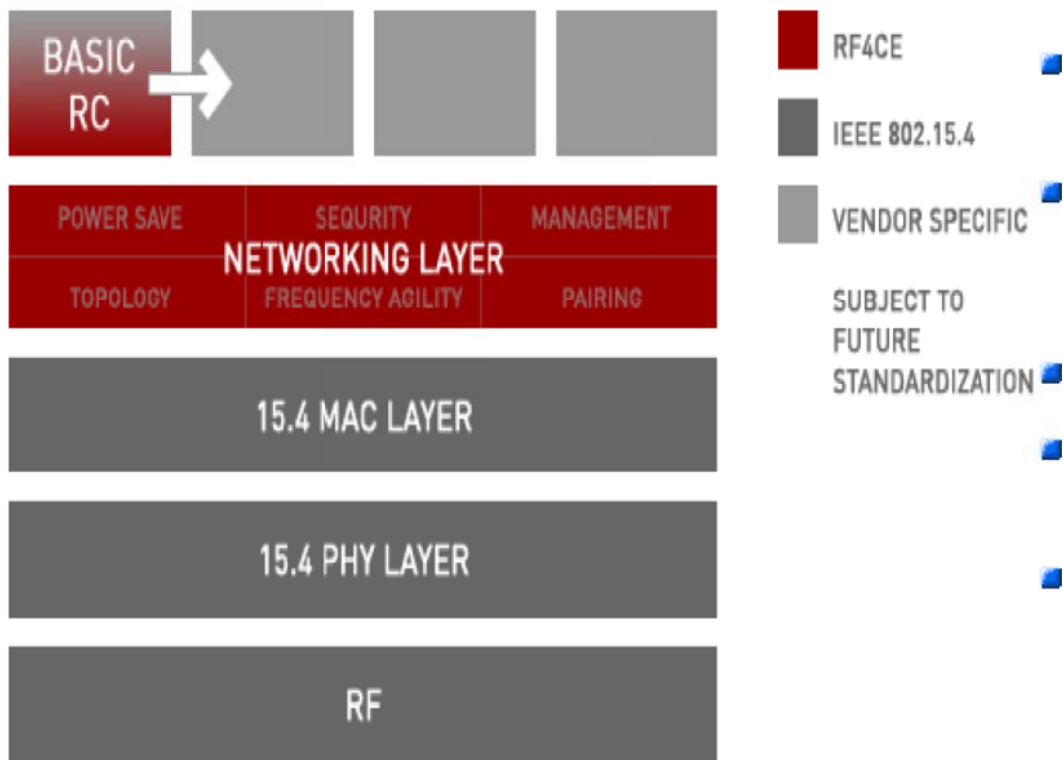 BASIC
RC
POWER SAVE
SEQURITY
MANAGEMENT
NETWORKING LAYER
TOPOLOGY
FREQUENCY AGILITY
PAIRING
15.4 MAC LAYER
15.4 PHY LAYER
RF
RF4CE
IEEE 802.15.4
VENDOR SPECIFIC
SUBJECT TO
FUTURE
STANDARDIZATION